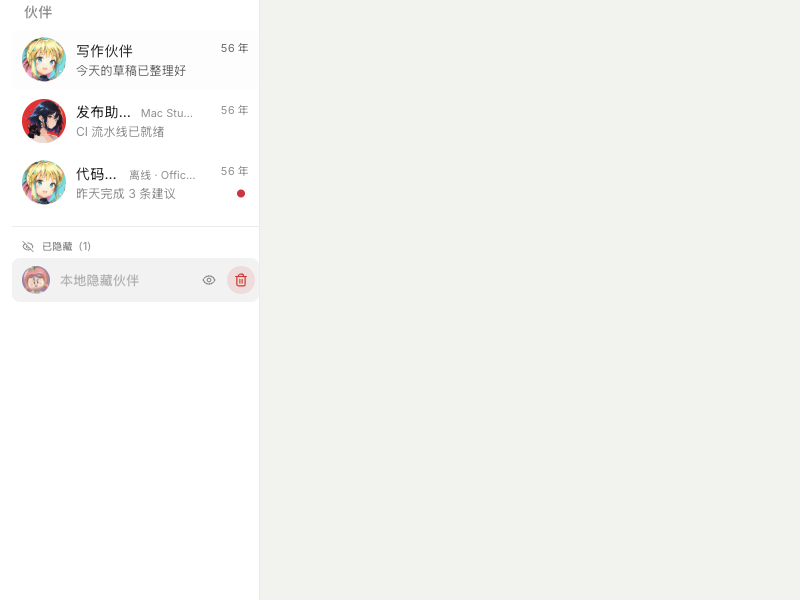 伙伴
写作伙伴 56 年
今天的草稿已整理好
发布助... Mac Stu... 56 年
CI 流水线已就绪
代码... 离线 · Offic... 56 年
昨天完成 3 条建议
已隐藏（1）
本地隐藏伙伴